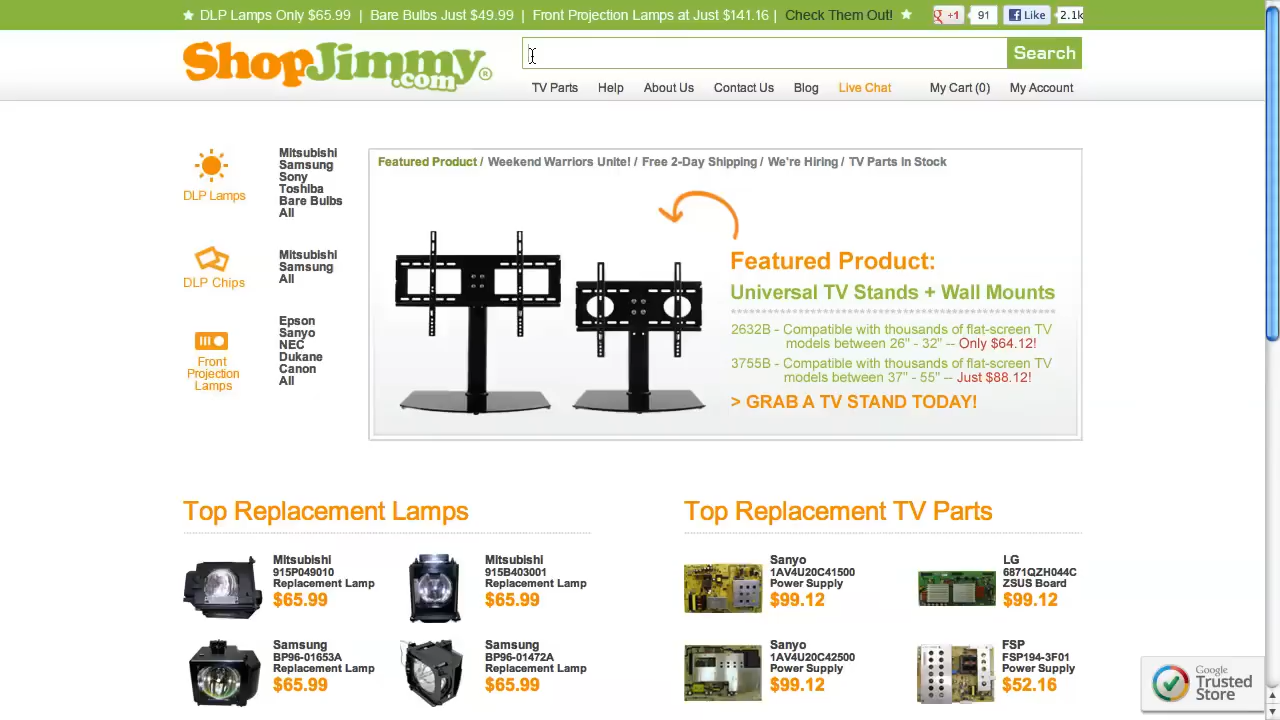 DLP Lamps Only $65.99 | Bare Bulbs Just $49.99 | Front Projection Lamps at Just $141.16 | Check Them Out!
+1 91 Like 2.1k
ShopJimmy.com®
Search
TV Parts Help About Us Contact Us Blog Live Chat My Cart (0) My Account
DLP Lamps
Mitsubishi
Samsung
Sony
Toshiba
Bare Bulbs
All
DLP Chips
Mitsubishi
Samsung
All
Front
Projection
Lamps
Epson
Sanyo
NEC
Dukane
Canon
All
Featured Product / Weekend Warriors Unite! / Free 2-Day Shipping / We're Hiring / TV Parts In Stock
Featured Product:
Universal TV Stands + Wall Mounts
2632B - Compatible with thousands of flat-screen TV
models between 26" - 32" -- Only $64.12!
3755B - Compatible with thousands of flat-screen TV
models between 37" - 55" -- Just $88.12!
> GRAB A TV STAND TODAY!
Top Replacement Lamps
Mitsubishi
915P049010
Replacement Lamp
$65.99
Mitsubishi
915B403001
Replacement Lamp
$65.99
Samsung
BP96-01653A
Replacement Lamp
$65.99
Samsung
BP96-01472A
Replacement Lamp
$65.99
Top Replacement TV Parts
Sanyo
1AV4U20C41500
Power Supply
$99.12
LG
6871QZH044C
ZSUS Board
$99.12
Sanyo
1AV4U20C42500
Power Supply
$99.12
FSP
FSP194-3F01
Power Supply
$52.16
Google
Trusted
Store